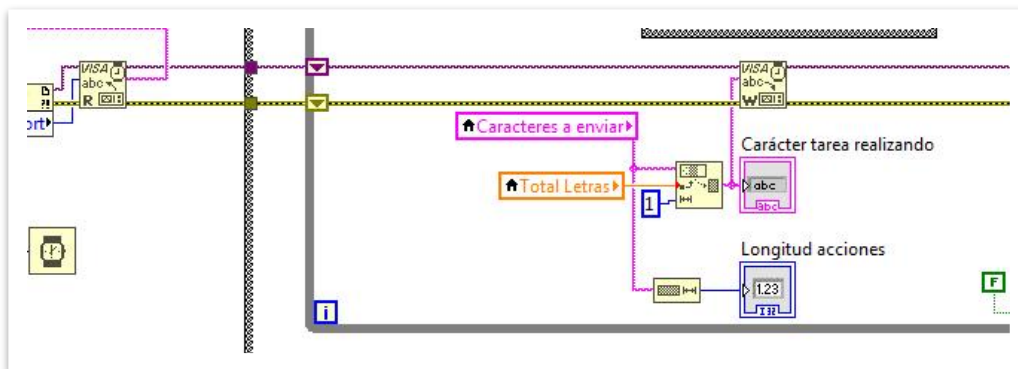 VISA
abc
R
ort
VISA
abc
W
Caracteres a enviar
Carácter tarea realizando
Total Letras
abc
abc
1
Longitud acciones
1.23
I32
F
i